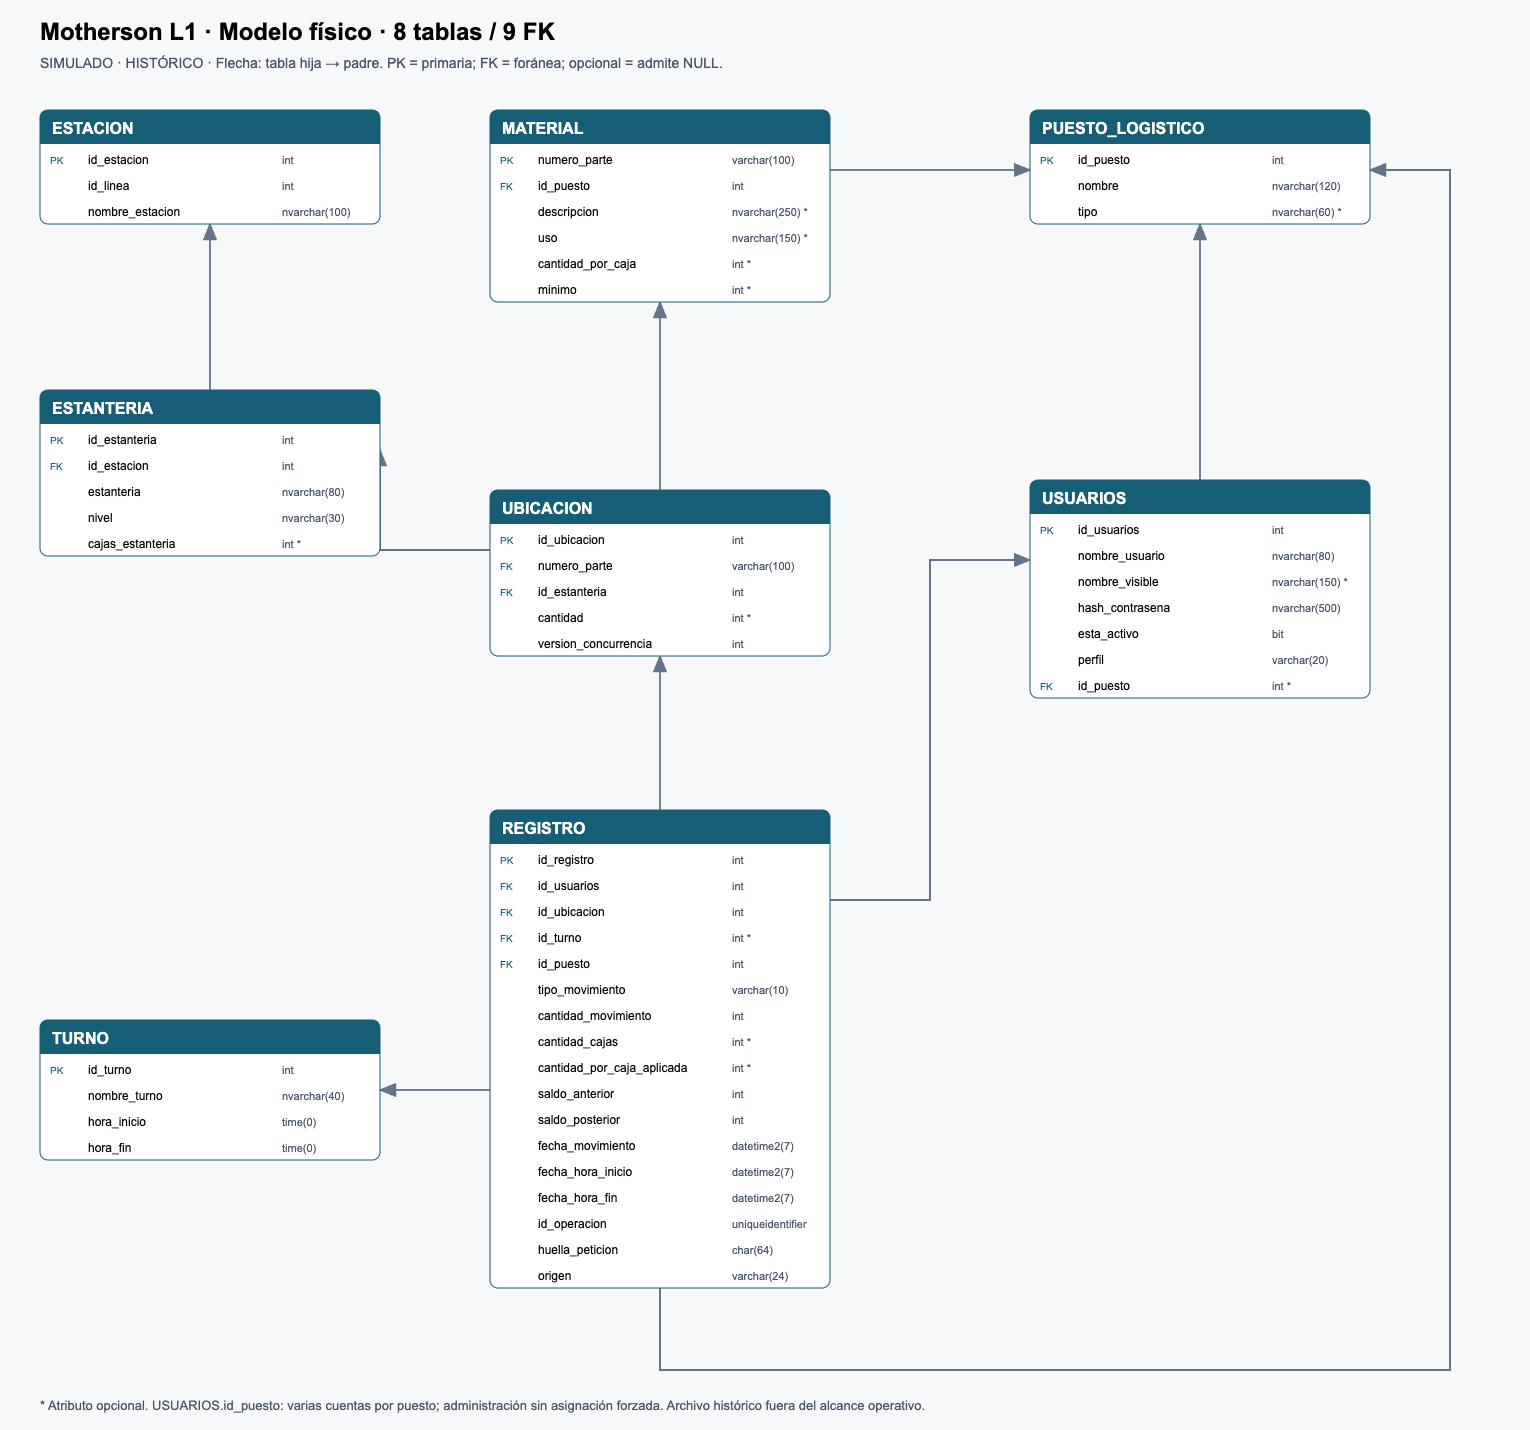 Motherson L1 · Modelo físico · 8 tablas / 9 FK
SIMULADO · HISTÓRICO · Flecha: tabla hija → padre. PK = primaria; FK = foránea; opcional = admite NULL.
ESTACION
PK id_estacion int
id_linea int
nombre_estacion nvarchar(100)
MATERIAL
PK numero_parte varchar(100)
FK id_puesto int
descripcion nvarchar(250) *
uso nvarchar(150) *
cantidad_por_caja int *
minimo int *
PUESTO_LOGISTICO
PK id_puesto int
nombre nvarchar(120)
tipo nvarchar(60) *
ESTANTERIA
PK id_estanteria int
FK id_estacion int
estanteria nvarchar(80)
nivel nvarchar(30)
cajas_estanteria int *
UBICACION
PK id_ubicacion int
FK numero_parte varchar(100)
FK id_estanteria int
cantidad int *
version_concurrencia int
USUARIOS
PK id_usuarios int
nombre_usuario nvarchar(80)
nombre_visible nvarchar(150) *
hash_contrasena nvarchar(500)
esta_activo bit
perfil varchar(20)
FK id_puesto int *
REGISTRO
PK id_registro int
FK id_usuarios int
FK id_ubicacion int
FK id_turno int *
FK id_puesto int
tipo_movimiento varchar(10)
cantidad_movimiento int
cantidad_cajas int *
cantidad_por_caja_aplicada int *
saldo_anterior int
saldo_posterior int
fecha_movimiento datetime2(7)
fecha_hora_inicio datetime2(7)
fecha_hora_fin datetime2(7)
id_operacion uniqueidentifier
huella_peticion char(64)
origen varchar(24)
TURNO
PK id_turno int
nombre_turno nvarchar(40)
hora_inicio time(0)
hora_fin time(0)
* Atributo opcional. USUARIOS.id_puesto: varias cuentas por puesto; administración sin asignación forzada. Archivo histórico fuera del alcance operativo.